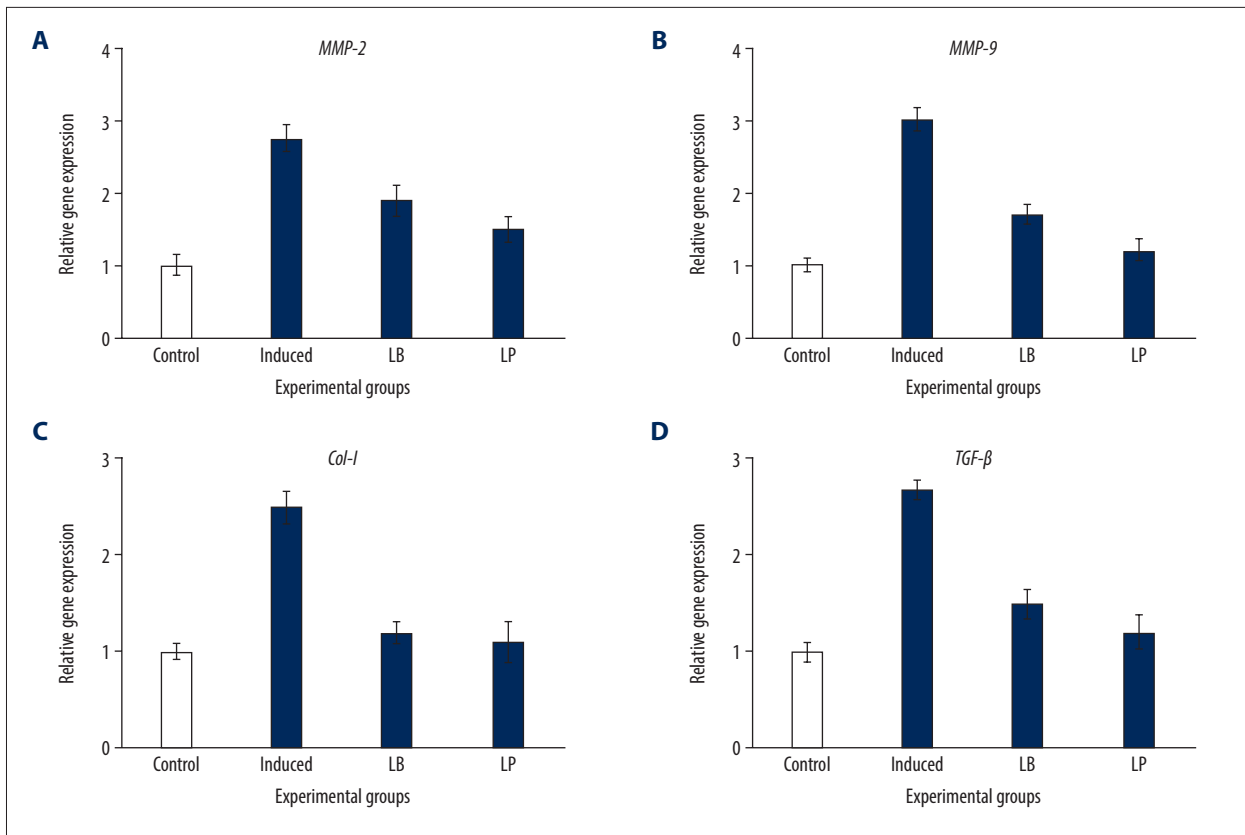 A
MMP-2
4
3
2
1
0
Relative gene expression
Control Induced LB LP
Experimental groups
B
MMP-9
4
3
2
1
0
Relative gene expression
Control Induced LB LP
Experimental groups
C
Col-I
3
2
1
0
Relative gene expression
Control Induced LB LP
Experimental groups
D
TGF-β
3
2
1
0
Relative gene expression
Control Induced LB LP
Experimental groups